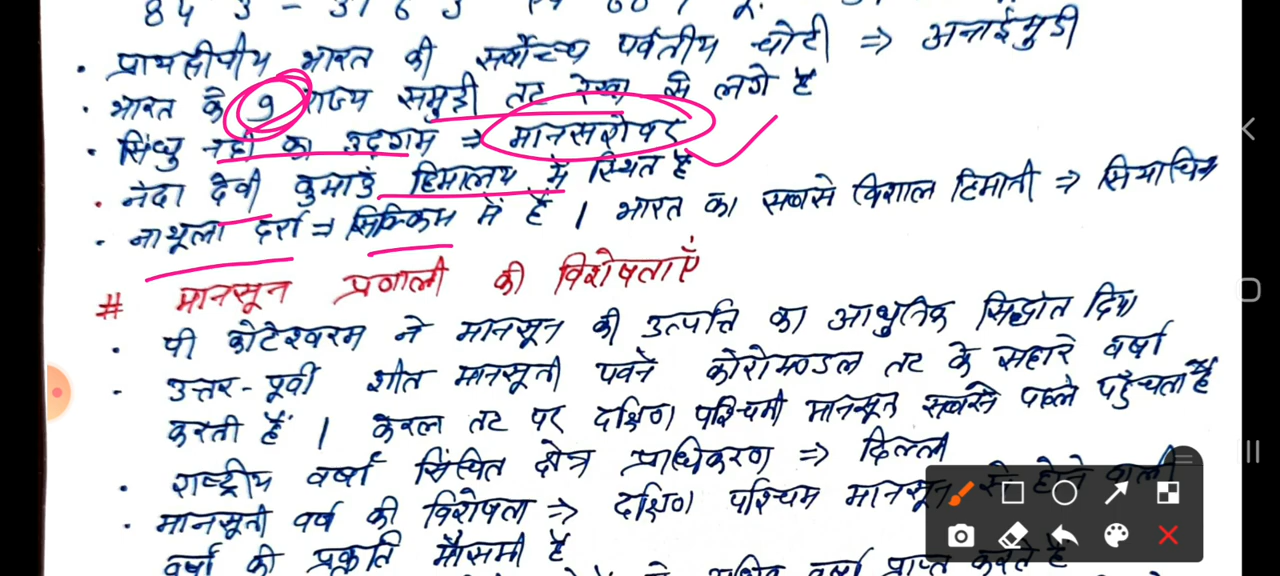 • प्रायद्वीपीय भारत की सर्वोच्च पर्वतीय चोटी ⇒ अनाईमुडी
• भारत के 9 राज्य समुद्री तट रेखा से लगे है
• सिंधु नदी का उद्गम ⇒ मानसरोवर
• नंदा देवी कुमाऊं हिमालय में स्थित है
• नाथूला दर्रा ⇒ सिक्किम में है । भारत का सबसे विशाल हिमानी ⇒ सियाचिन
# मानसून प्रणाली की विशेषताएँ
• पी कोटेश्वरम ने मानसून की उत्पत्ति का आधुनिक सिद्धांत दिया
• उत्तर-पूर्वी शीत मानसूनी पवनें कोरोमण्डल तट के सहारे वर्षा
करती हैं । केरल तट पर दक्षिण पश्चिमी मानसून सबसे पहले पहुँचता है
• राष्ट्रीय वर्षा सिंचित क्षेत्र प्राधिकरण ⇒ दिल्ली
• मानसूनी वर्षा की विशेषता ⇒ दक्षिण पश्चिम मानसून से होने वाली
वर्षा की प्रकृति मौसमी है
वर्षा प्राप्त करते है